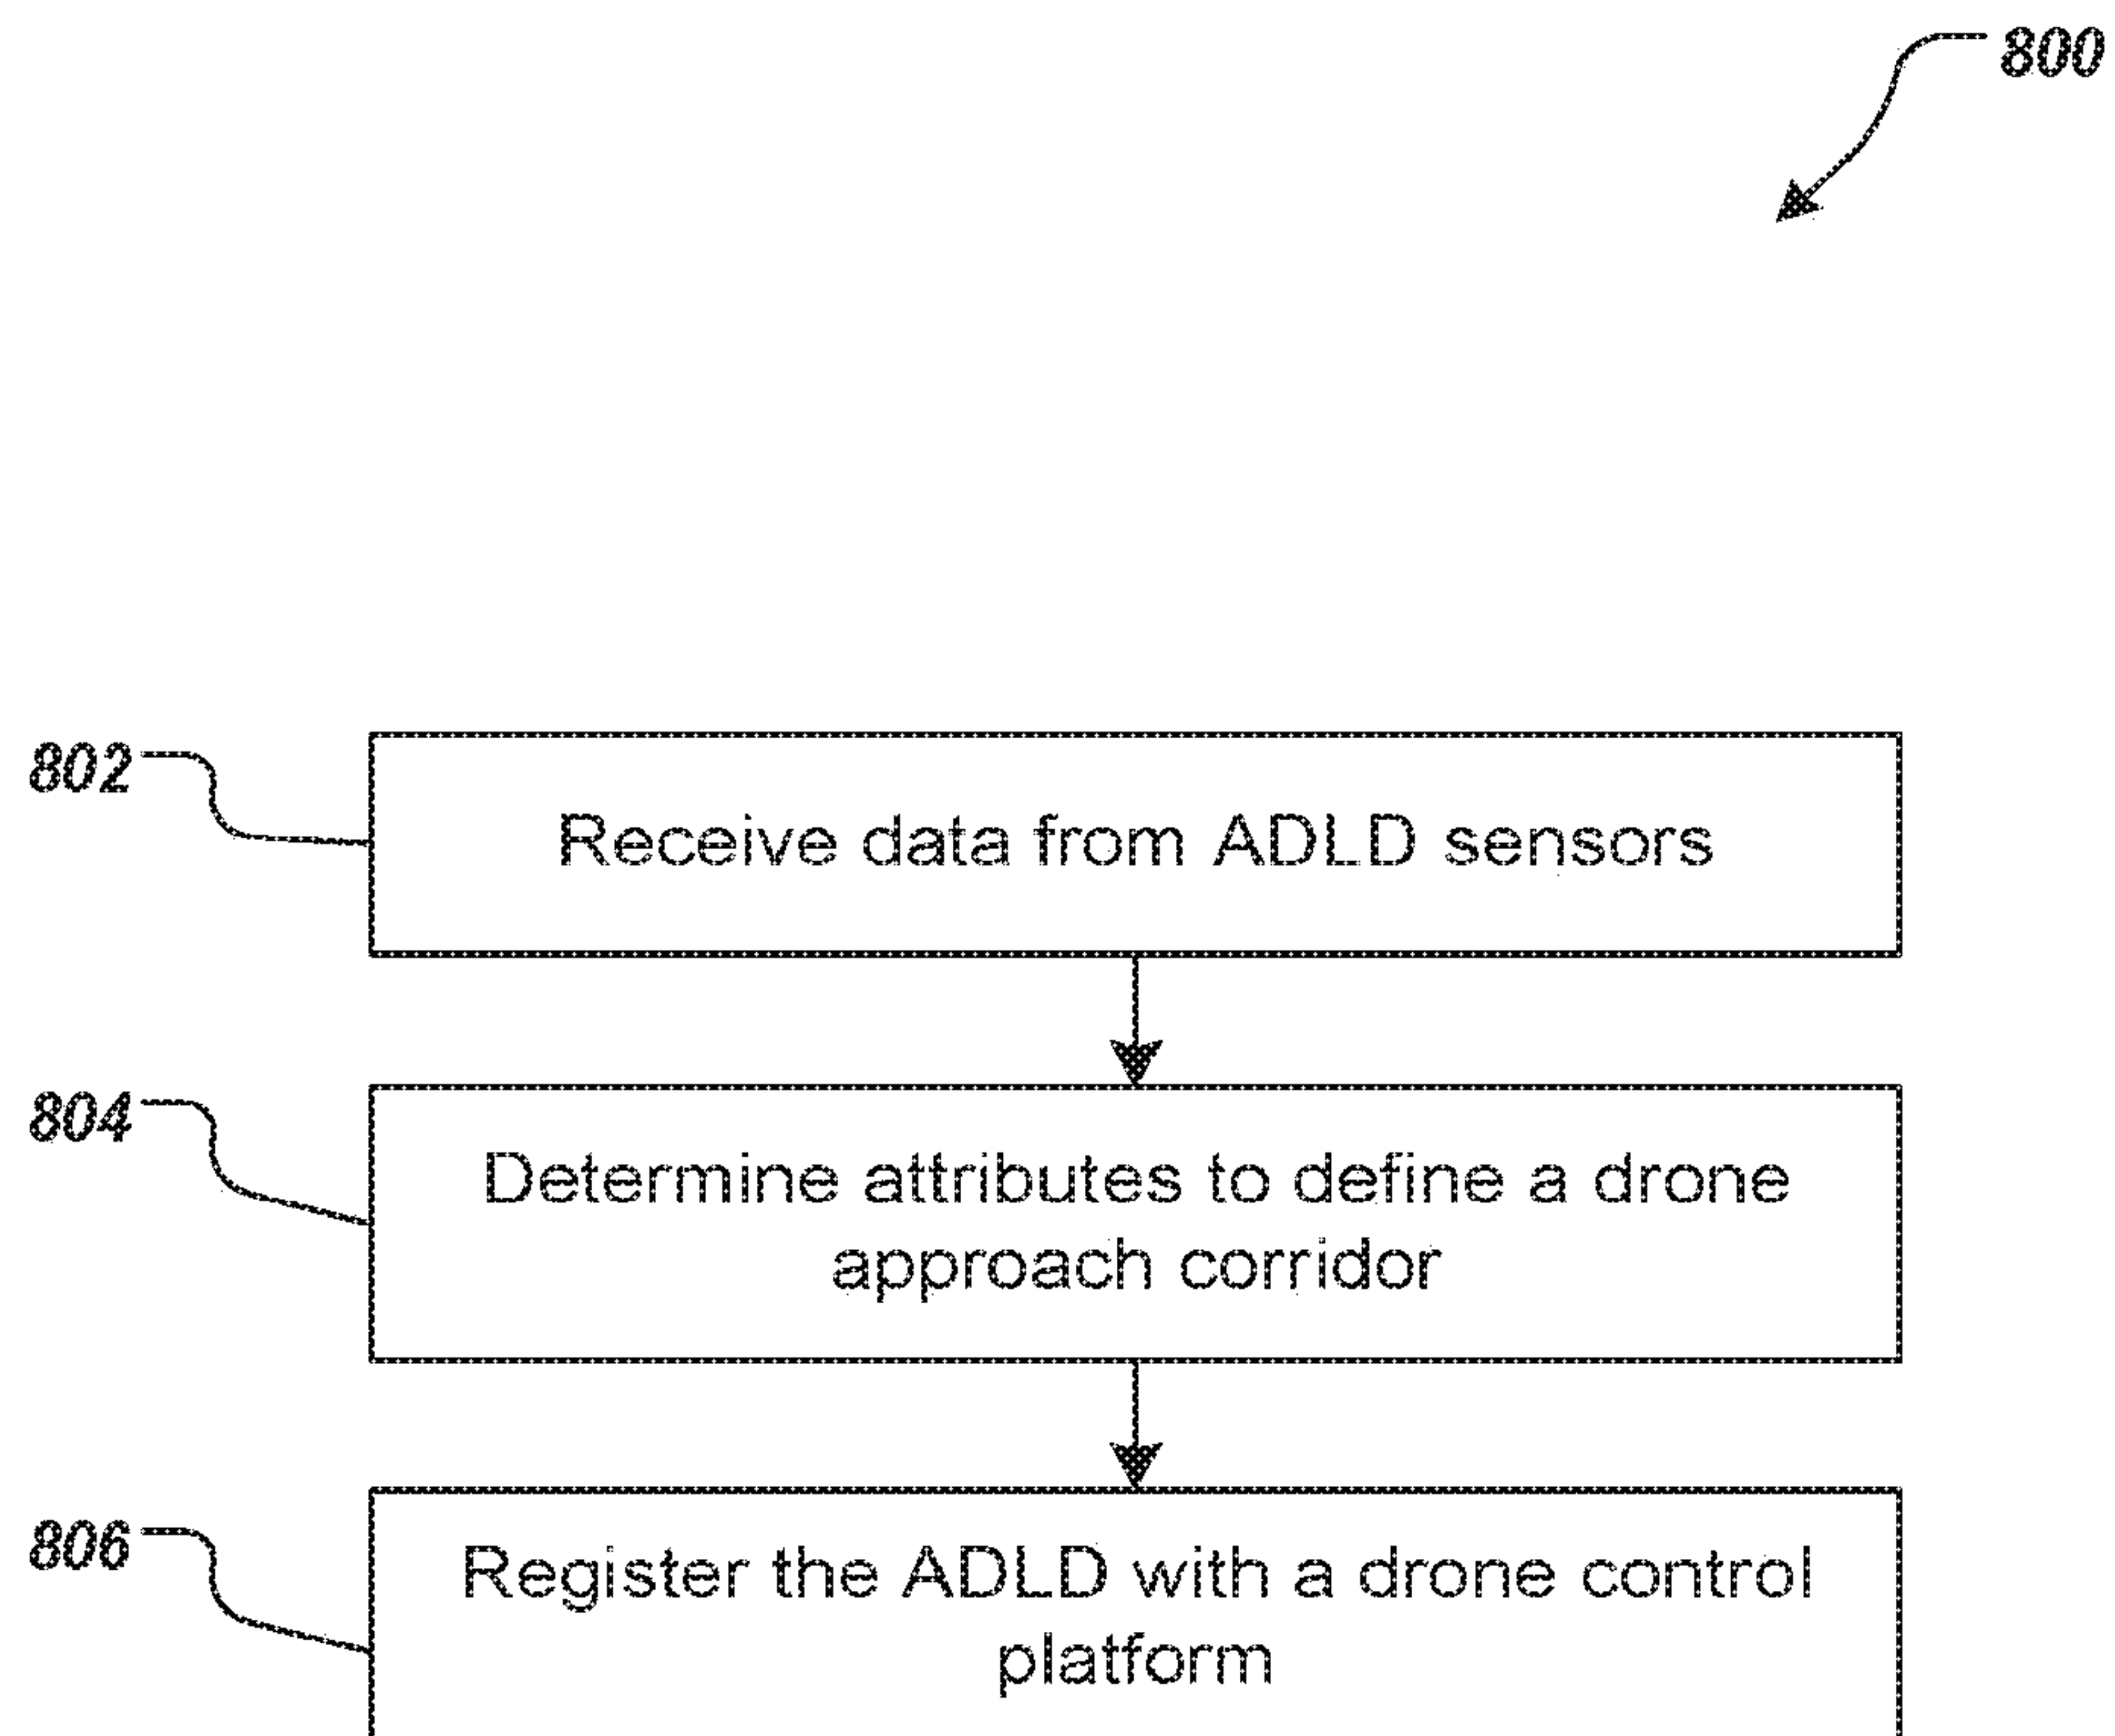 800
802
Receive data from ADLD sensors
804
Determine attributes to define a drone
approach corridor
806
Register the ADLD with a drone control
platform